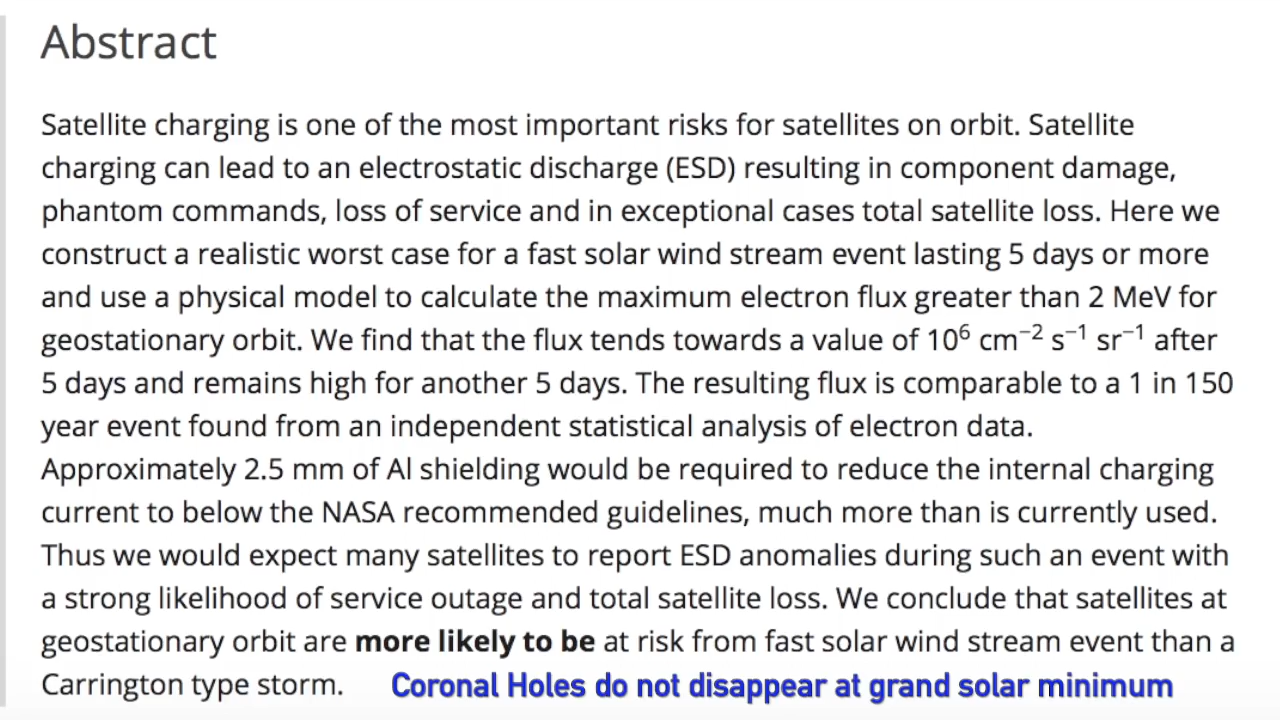 Abstract
Satellite charging is one of the most important risks for satellites on orbit. Satellite
charging can lead to an electrostatic discharge (ESD) resulting in component damage,
phantom commands, loss of service and in exceptional cases total satellite loss. Here we
construct a realistic worst case for a fast solar wind stream event lasting 5 days or more
and use a physical model to calculate the maximum electron flux greater than 2 MeV for
geostationary orbit. We find that the flux tends towards a value of 10⁶ cm⁻² s⁻¹ sr⁻¹ after
5 days and remains high for another 5 days. The resulting flux is comparable to a 1 in 150
year event found from an independent statistical analysis of electron data.
Approximately 2.5 mm of Al shielding would be required to reduce the internal charging
current to below the NASA recommended guidelines, much more than is currently used.
Thus we would expect many satellites to report ESD anomalies during such an event with
a strong likelihood of service outage and total satellite loss. We conclude that satellites at
geostationary orbit are more likely to be at risk from fast solar wind stream event than a
Carrington type storm. Coronal Holes do not disappear at grand solar minimum